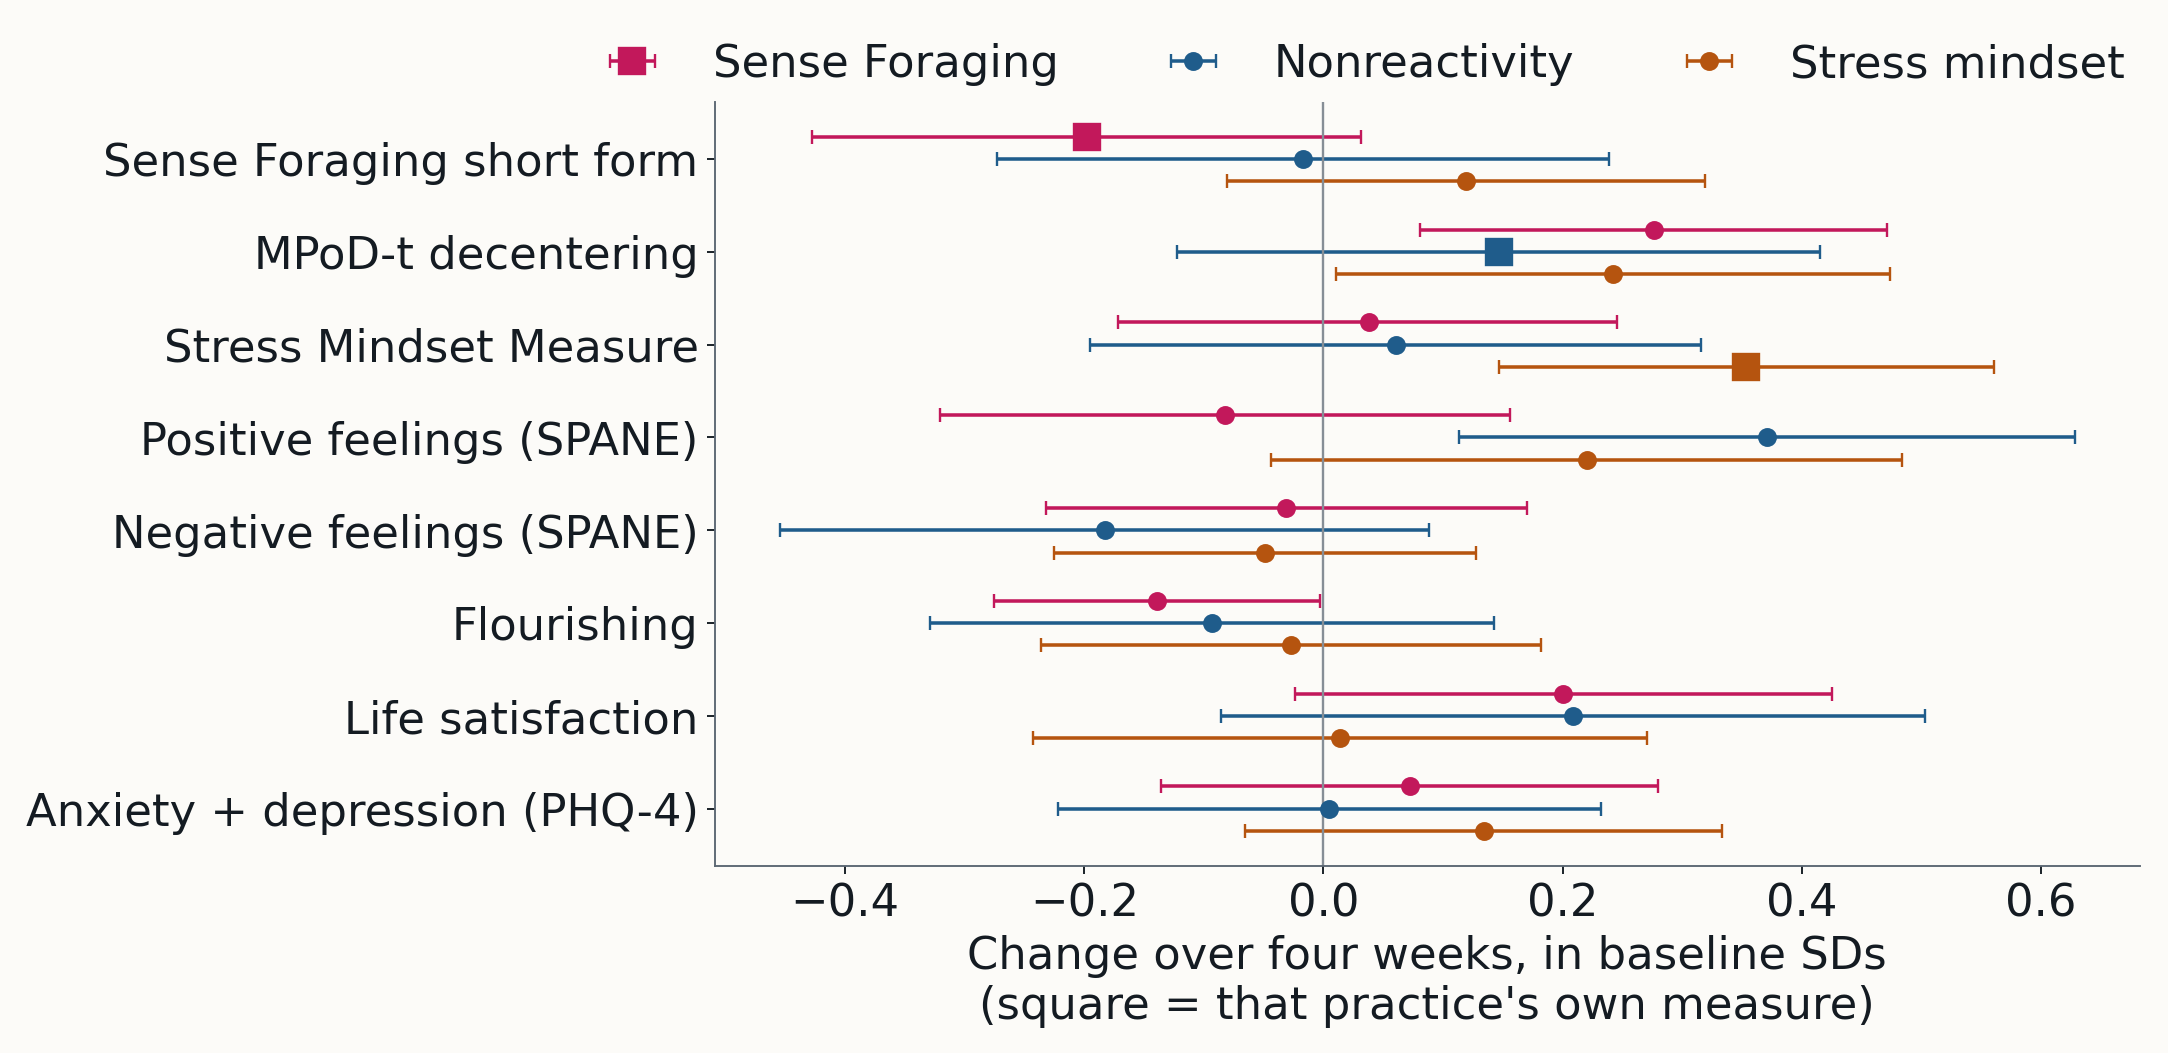 Sense Foraging Nonreactivity Stress mindset
Sense Foraging short form
MPoD-t decentering
Stress Mindset Measure
Positive feelings (SPANE)
Negative feelings (SPANE)
Flourishing
Life satisfaction
Anxiety + depression (PHQ-4)
−0.4 −0.2 0.0 0.2 0.4 0.6
Change over four weeks, in baseline SDs
(square = that practice's own measure)